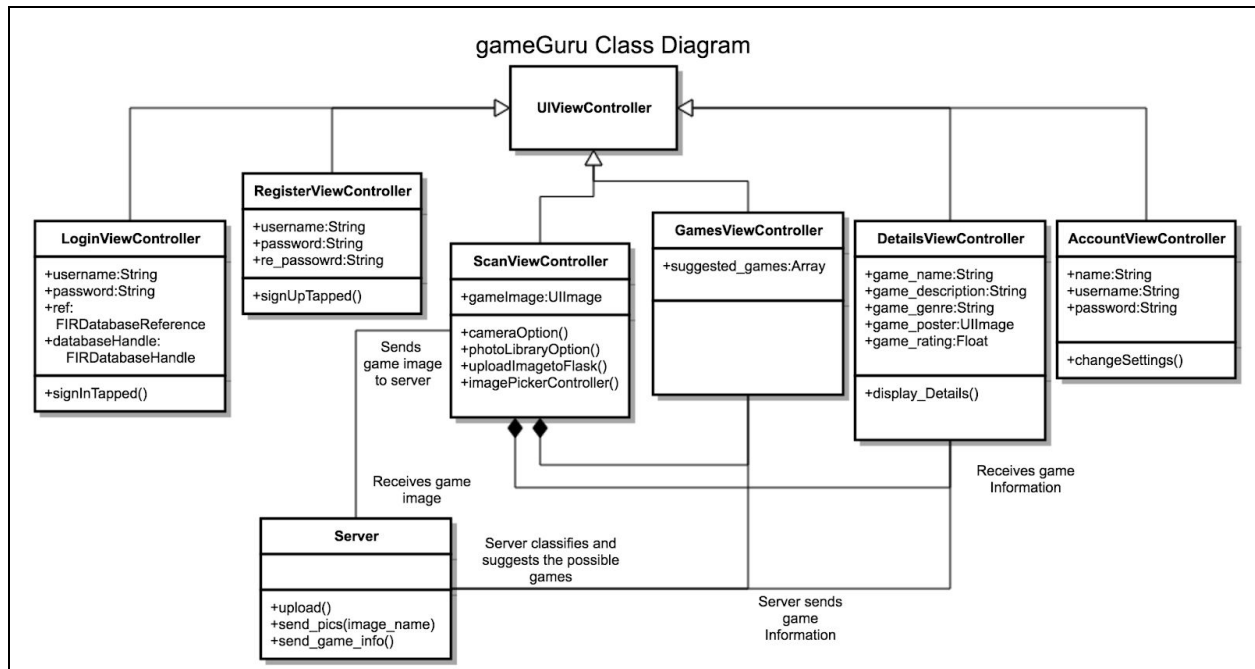 gameGuru Class Diagram
UIViewController
RegisterViewController
+username:String
+password:String
+re_passowrd:String
+signUpTapped()
LoginViewController
+username:String
+password:String
+ref:
FIRDatabaseReference
+databaseHandle:
FIRDatabaseHandle
+signInTapped()
ScanViewController
+gameImage:UIImage
+cameraOption()
+photoLibraryOption()
+uploadImagetoFlask()
+imagePickerController()
GamesViewController
+suggested_games:Array
DetailsViewController
+game_name:String
+game_description:String
+game_genre:String
+game_poster:UIImage
+game_rating:Float
+display_Details()
AccountViewController
+name:String
+username:String
+password:String
+changeSettings()
Sends
game image
to server
Receives game
image
Receives game
Information
Server
+upload()
+send_pics(image_name)
+send_game_info()
Server classifies and
suggests the possible
games
Server sends
game
Information